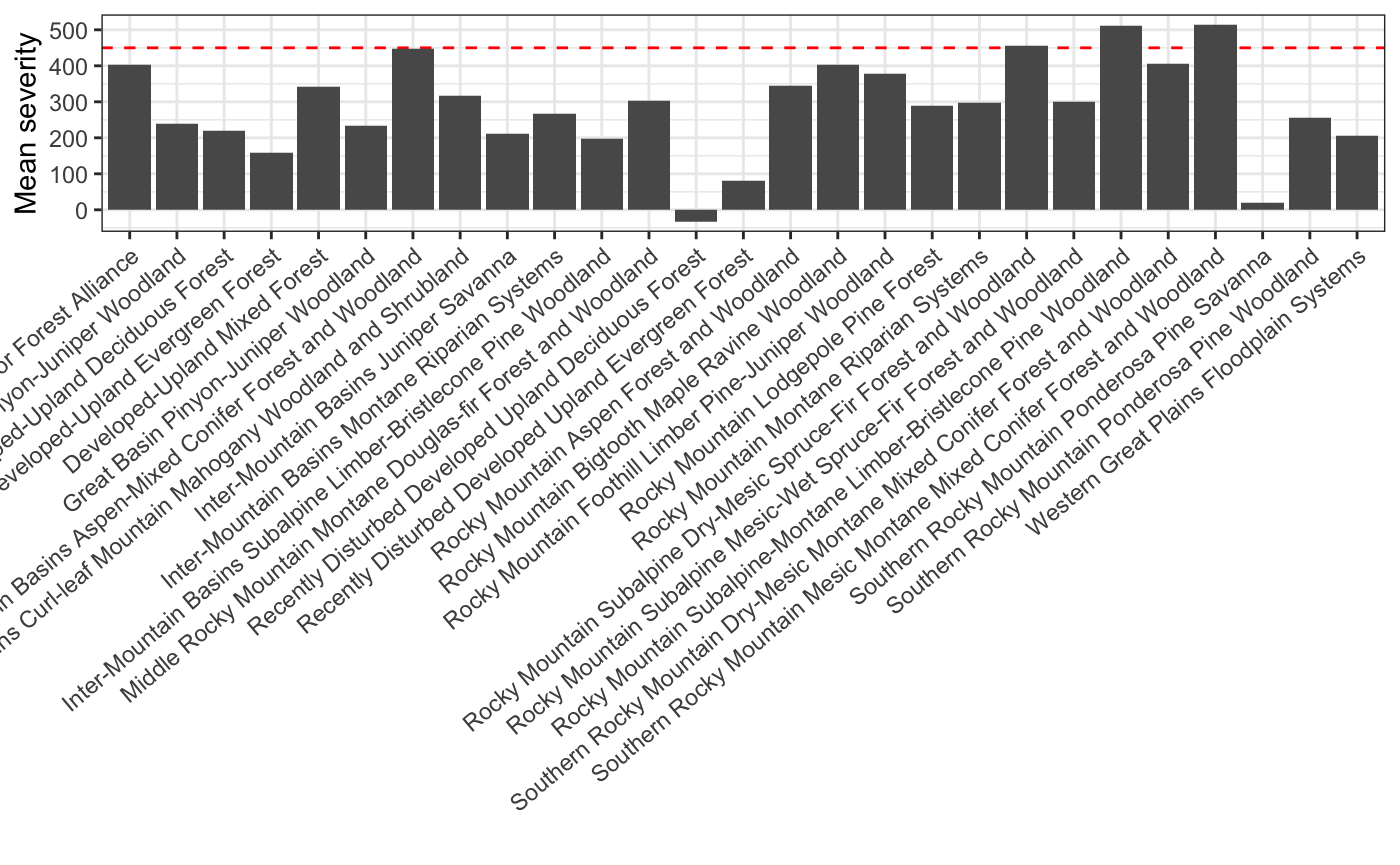 Mean severity
500
400
300
200
100
0
or Forest Alliance
yon-Juniper Woodland
ped-Upland Deciduous Forest
eveloped-Upland Evergreen Forest
Developed-Upland Mixed Forest
Great Basin Pinyon-Juniper Woodland
n Basins Aspen-Mixed Conifer Forest and Woodland
ns Curl-leaf Mountain Mahogany Woodland and Shrubland
Inter-Mountain Basins Juniper Savanna
Inter-Mountain Basins Montane Riparian Systems
Inter-Mountain Basins Subalpine Limber-Bristlecone Pine Woodland
Middle Rocky Mountain Montane Douglas-fir Forest and Woodland
Recently Disturbed Developed Upland Deciduous Forest
Recently Disturbed Developed Upland Evergreen Forest
Rocky Mountain Aspen Forest and Woodland
Rocky Mountain Bigtooth Maple Ravine Woodland
Rocky Mountain Foothill Limber Pine-Juniper Woodland
Rocky Mountain Lodgepole Pine Forest
Rocky Mountain Montane Riparian Systems
Rocky Mountain Subalpine Dry-Mesic Spruce-Fir Forest and Woodland
Rocky Mountain Subalpine Mesic-Wet Spruce-Fir Forest and Woodland
Rocky Mountain Subalpine-Montane Limber-Bristlecone Pine Woodland
Southern Rocky Mountain Dry-Mesic Montane Mixed Conifer Forest and Woodland
Southern Rocky Mountain Mesic Montane Mixed Conifer Forest and Woodland
Southern Rocky Mountain Ponderosa Pine Savanna
Southern Rocky Mountain Ponderosa Pine Woodland
Western Great Plains Floodplain Systems